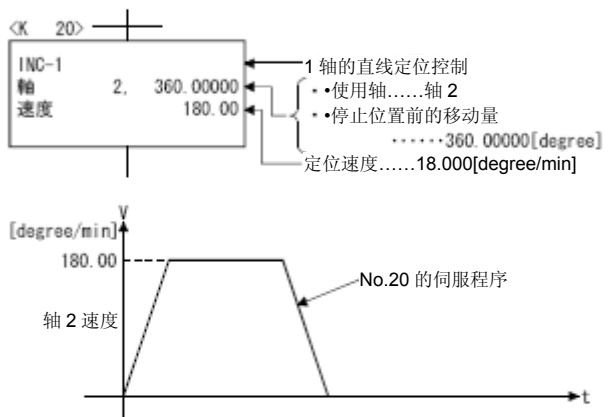 <K 20>
INC-1
軸 2, 360.00000
速度 180.00
1 轴的直线定位控制
・•使用轴……轴 2
・•停止位置前的移动量
……360.00000[degree]
定位速度……18.000[degree/min]
V
[degree/min]
180.00
No.20 的伺服程序
轴 2 速度
t